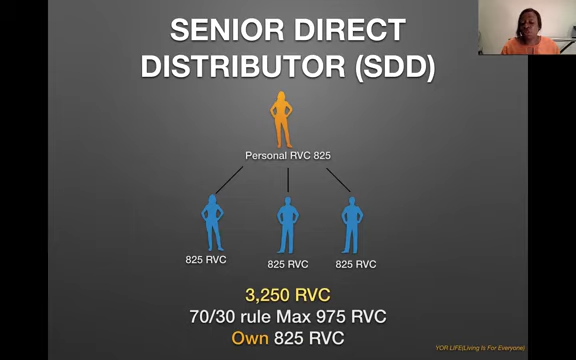 SENIOR DIRECT
DISTRIBUTOR (SDD)
Personal RVC 825
825 RVC
825 RVC
825 RVC
3,250 RVC
70/30 rule Max 975 RVC
Own 825 RVC
YOR LIFE(Living Is For Everyone)